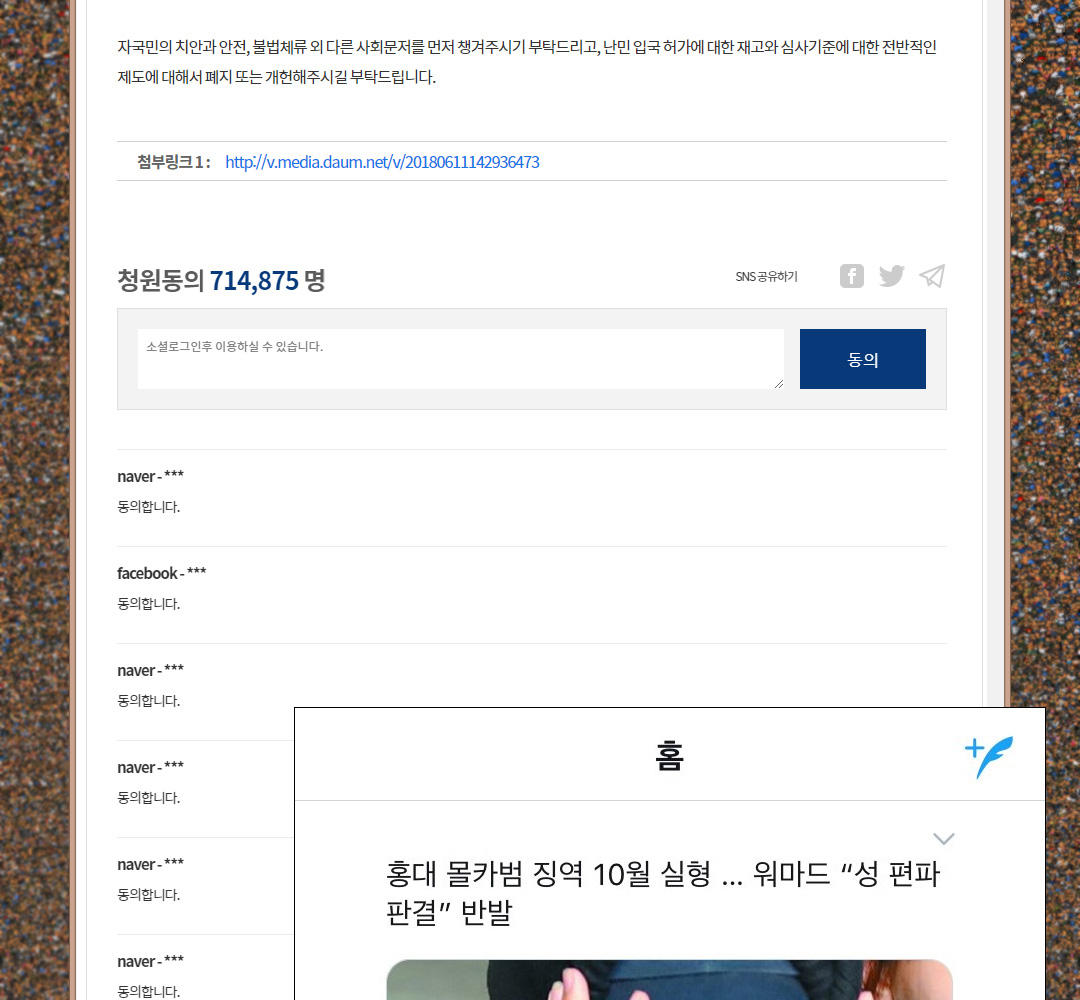 자국민의 치안과 안전, 불법체류 외 다른 사회문저를 먼저 챙겨주시기 부탁드리고, 난민 입국 허가에 대한 재고와 심사기준에 대한 전반적인
제도에 대해서 폐지 또는 개헌해주시길 부탁드립니다.
첨부링크 1 : http://v.media.daum.net/v/20180611142936473
청원동의 714,875 명
SNS 공유하기
소셜로그인후 이용하실 수 있습니다.
동의
naver - ***
동의합니다.
facebook - ***
동의합니다.
naver - ***
동의합니다.
naver - ***
동의합니다.
naver - ***
동의합니다.
naver - ***
동의합니다.
홈
홍대 몰카범 징역 10월 실형 ... 워마드 “성 편파
판결” 반발